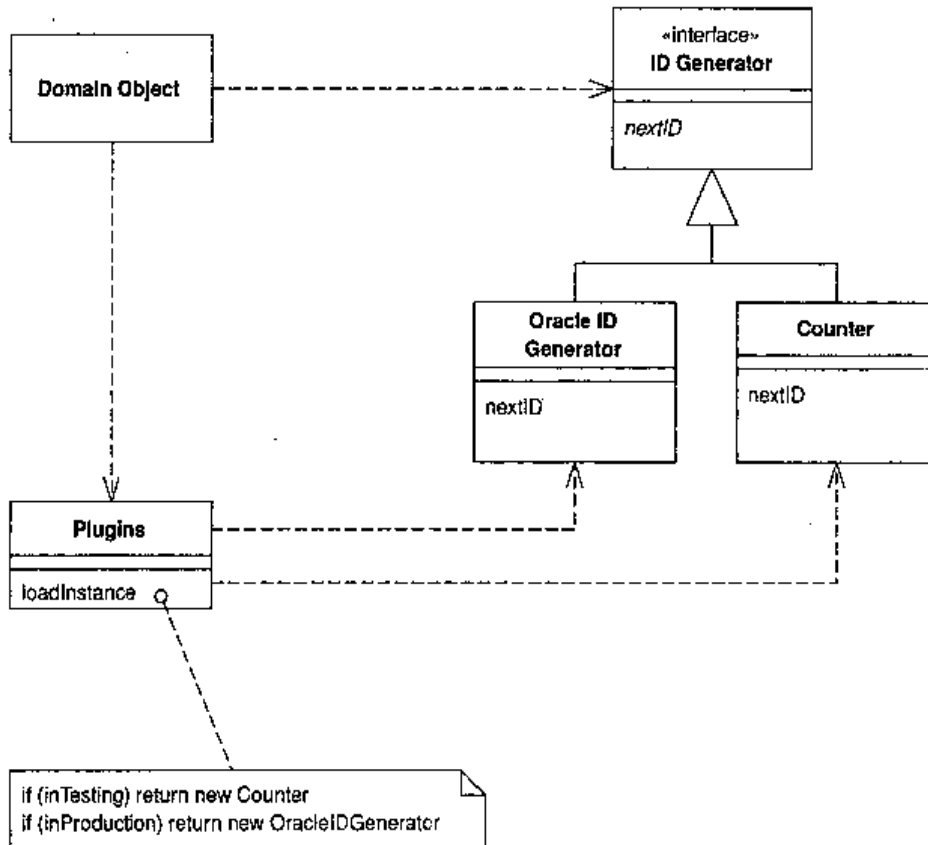 «interface»
ID Generator
nextID
Domain Object
Oracle ID
Generator
nextID
Counter
nextID
Plugins
loadInstance
if (inTesting) return new Counter
if (inProduction) return new OracleIDGenerator